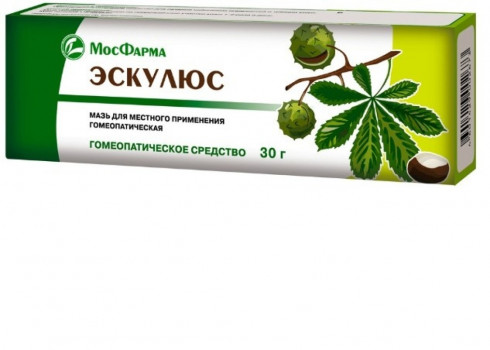 МосФарма
ЭСКУЛЮС
МАЗЬ ДЛЯ МЕСТНОГО ПРИМЕНЕНИЯ
ГОМЕОПАТИЧЕСКАЯ
ГОМЕОПАТИЧЕСКОЕ СРЕДСТВО 30 г